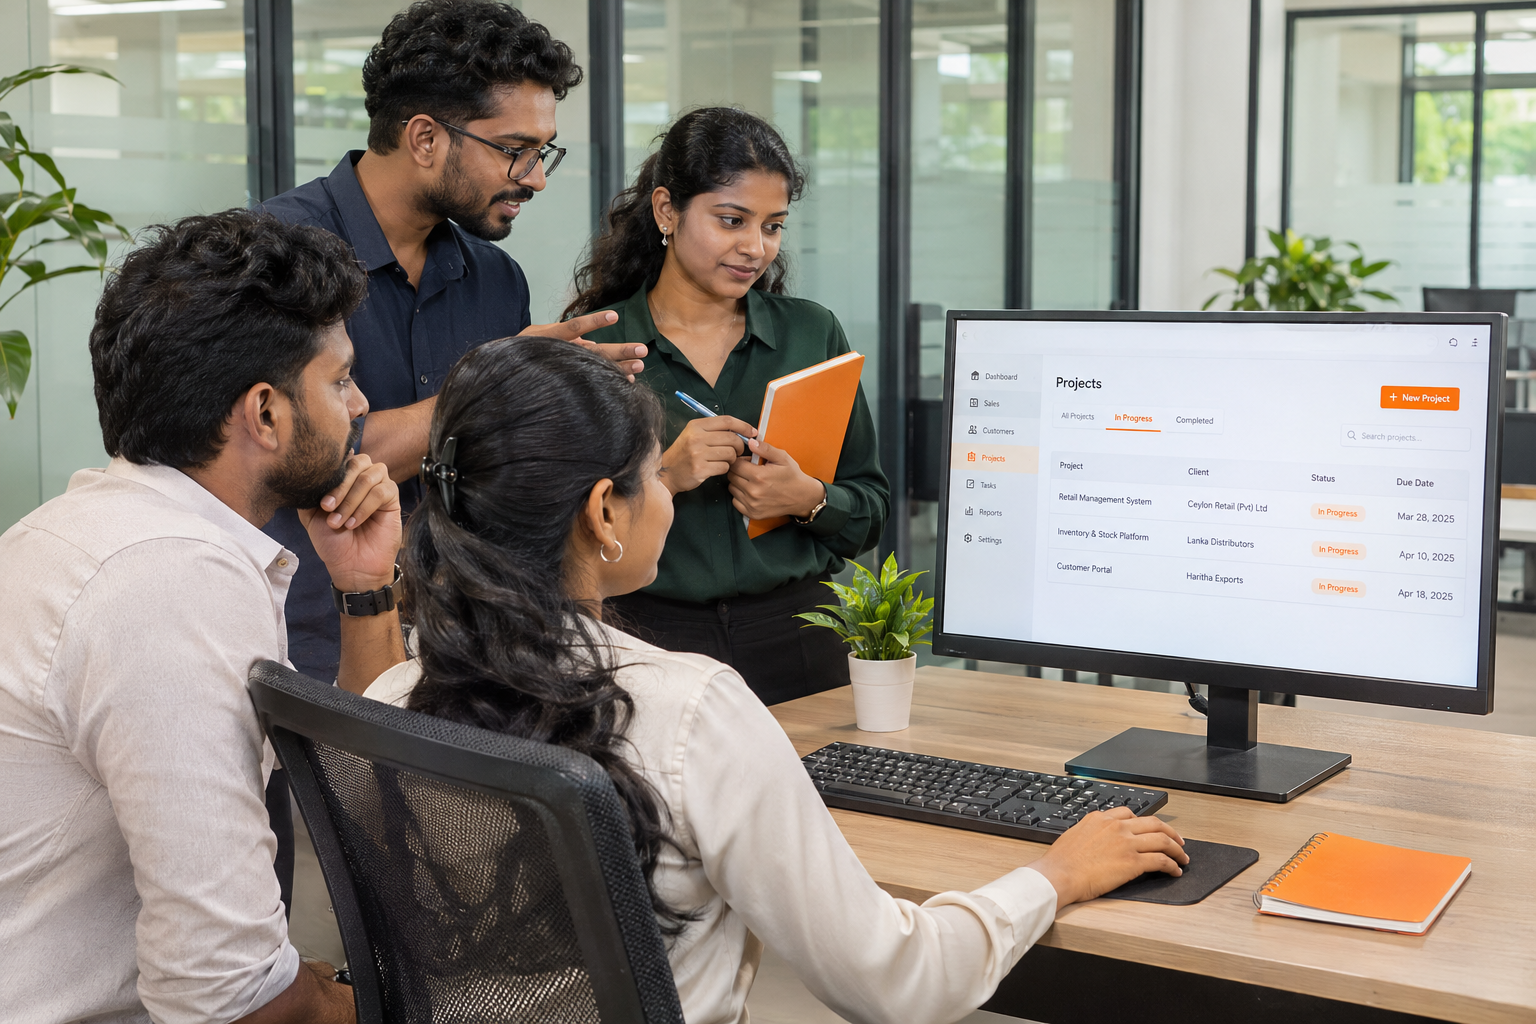 Dashboard
Sales
Customers
Projects
Tasks
Reports
Settings
Projects
+ New Project
All Projects In Progress Completed
Search projects...
Project Client Status Due Date
Retail Management System Ceylon Retail (Pvt) Ltd In Progress Mar 28, 2025
Inventory & Stock Platform Lanka Distributors In Progress Apr 10, 2025
Customer Portal Haritha Exports In Progress Apr 18, 2025